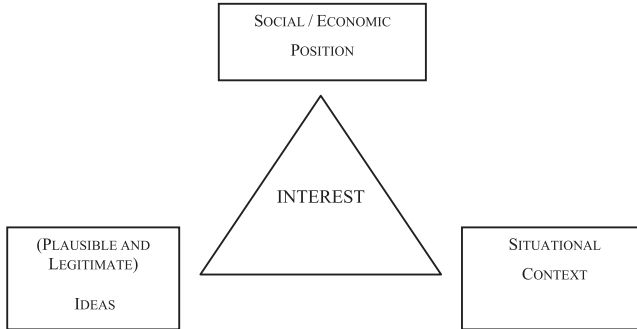 SOCIAL / ECONOMIC
POSITION
INTEREST
(PLAUSIBLE AND
LEGITIMATE)
IDEAS
SITUATIONAL
CONTEXT